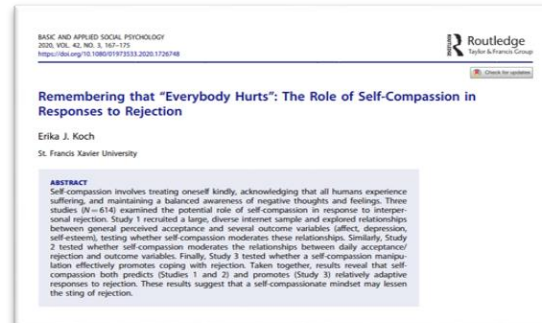 BASIC AND APPLIED SOCIAL PSYCHOLOGY
2020, VOL. 42, NO. 3, 167–175
https://doi.org/10.1080/01973533.2020.1726748
Routledge
Taylor & Francis Group
Check for updates
Remembering that “Everybody Hurts”: The Role of Self-Compassion in
Responses to Rejection
Erika J. Koch
St. Francis Xavier University
ABSTRACT
Self-compassion involves treating oneself kindly, acknowledging that all humans experience
suffering, and maintaining a balanced awareness of negative thoughts and feelings. Three
studies (N = 614) examined the potential role of self-compassion in response to interper-
sonal rejection. Study 1 recruited a large, diverse internet sample and explored relationships
between general perceived acceptance and several outcome variables (affect, depression,
self-esteem), testing whether self-compassion moderates these relationships. Similarly, Study
2 tested whether self-compassion moderates the relationships between daily acceptance/
rejection and outcome variables. Finally, Study 3 tested whether a self-compassion manipu-
lation effectively promotes coping with rejection. Taken together, results reveal that self-
compassion both predicts (Studies 1 and 2) and promotes (Study 3) relatively adaptive
responses to rejection. These results suggest that a self-compassionate mindset may lessen
the sting of rejection.